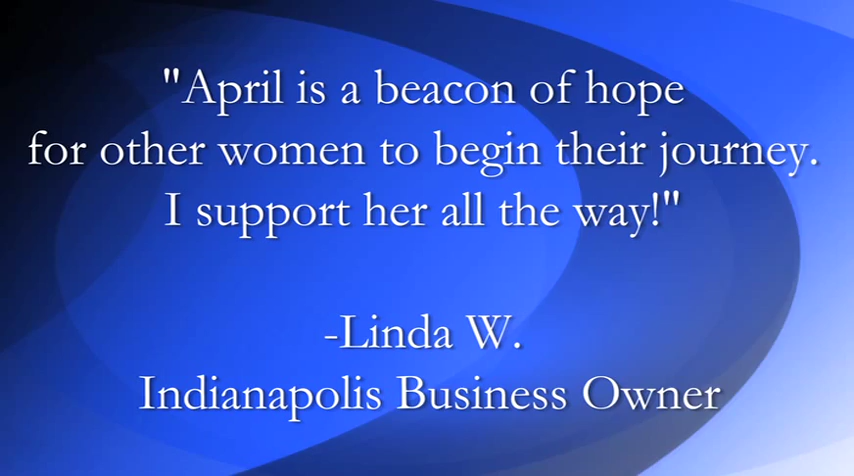 "April is a beacon of hope
for other women to begin their journey.
I support her all the way!"
-Linda W.
Indianapolis Business Owner